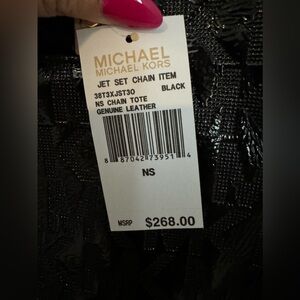 MICHAEL
MICHAEL KORS
JET SET CHAIN ITEM
38T3XJST3O BLACK
NS CHAIN TOTE
GENUINE LEATHER
8 87042 73951 4
NS
MSRP $268.00